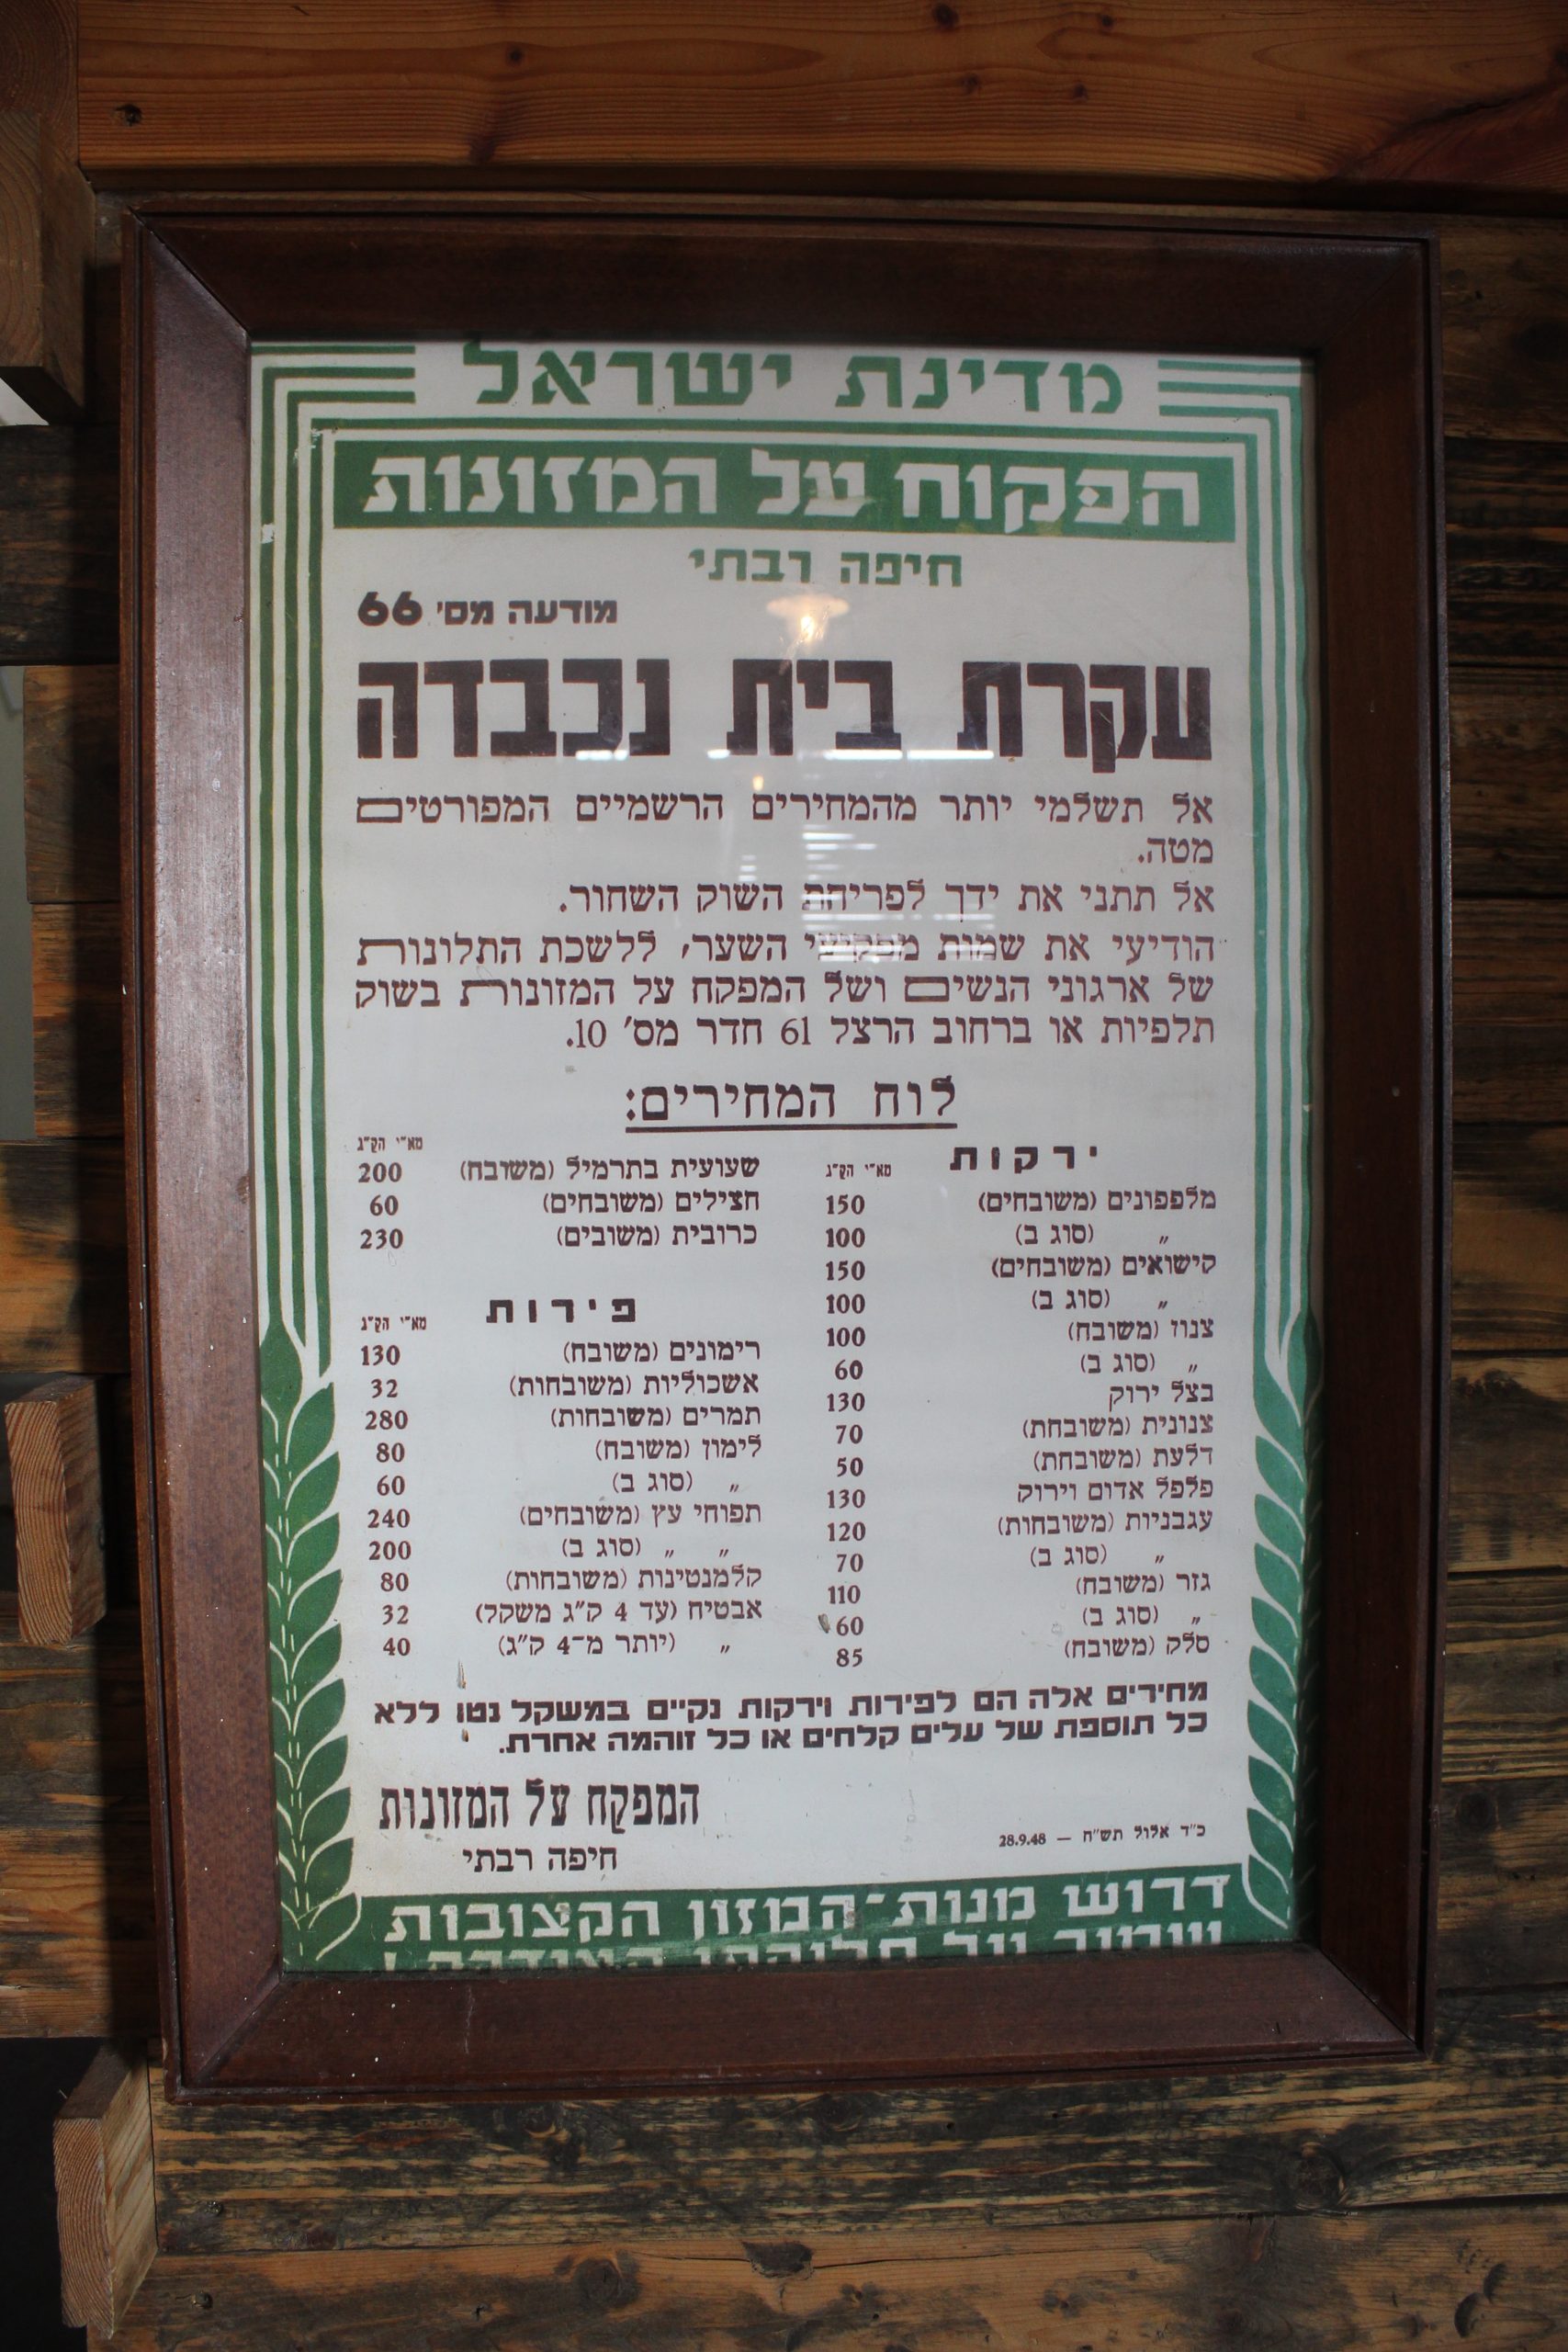 מדינת ישראל
הפקוח על המזונות
חיפה רבתי
מודעה מס' 66
עקרת בית נכבדה
אל תשלמי יותר מהמחירים הרשמיים המפורטים
מטה.
אל תתני את ידך לפריחת השוק השחור.
הודיעי את שמות מפקיעי השער, ללשכת התלונות
של ארגוני הנשים ושל המפקח על המזונות בשוק
תלפיות או ברחוב הרצל 61 חדר מס' 10.
לוח המחירים:
ירקות
מא"י הק"ג
מלפפונים (משובחים) 150
" (סוג ב) 100
קישואים (משובחים) 150
" (סוג ב) 100
צנון (משובח) 100
" (סוג ב) 60
בצל ירוק 130
צנונית (משובחת) 70
דלעת (משובחת) 50
פלפל אדום וירוק 130
עגבניות (משובחות) 120
" (סוג ב) 70
גזר (משובח) 110
" (סוג ב) 60
סלק (משובח) 85
מא"י הק"ג
שעועית בתרמיל (משובח) 200
חצילים (משובחים) 60
כרובית (משובים) 230
פירות
מא"י הק"ג
רימונים (משובח) 130
אשכוליות (משובחות) 32
תמרים (משובחות) 280
לימון (משובח) 80
" (סוג ב) 60
תפוחי עץ (משובחים) 240
" " (סוג ב) 200
קלמנטינות (משובחות) 80
אבטיח (עד 4 ק"ג משקל) 32
" (יותר מ-4 ק"ג) 40
מחירים אלה הם לפירות וירקות נקיים במשקל נטו ללא
כל תוספת של עלים קלחים או כל זוהמה אחרת.
המפקח על המזונות
חיפה רבתי
כ"ד אלול תש"ח — 28.9.48
דרוש מנות־המזון הקצובות